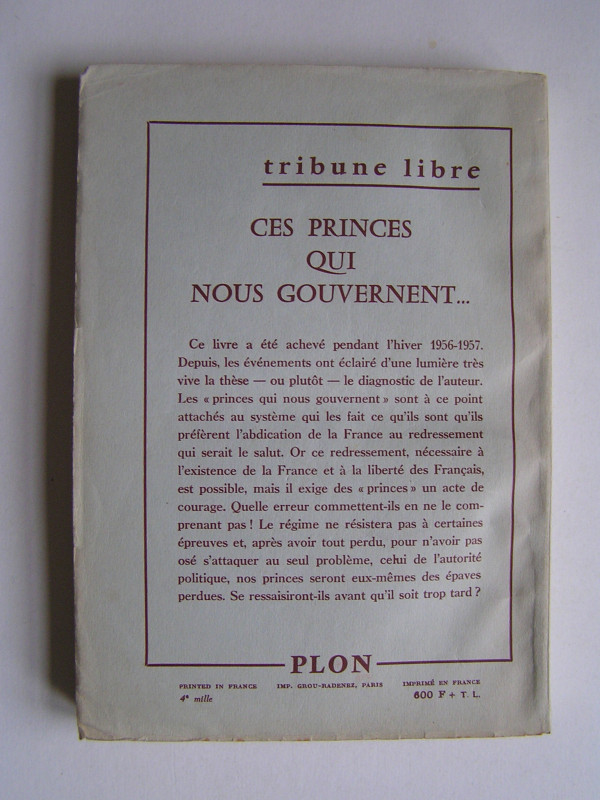 tribune libre
CES PRINCES
QUI
NOUS GOUVERNENT...
Ce livre a été achevé pendant l'hiver 1956-1957.
Depuis, les événements ont éclairé d'une lumière très
vive la thèse — ou plutôt — le diagnostic de l'auteur.
Les « princes qui nous gouvernent » sont à ce point
attachés au système qui les fait ce qu'ils sont qu'ils
préfèrent l'abdication de la France au redressement
qui serait le salut. Or ce redressement, nécessaire à
l'existence de la France et à la liberté des Français,
est possible, mais il exige des « princes » un acte de
courage. Quelle erreur commettent-ils en ne le com-
prenant pas ! Le régime ne résistera pas à certaines
épreuves et, après avoir tout perdu, pour n'avoir pas
osé s'attaquer au seul problème, celui de l'autorité
politique, nos princes seront eux-mêmes des épaves
perdues. Se ressaisiront-ils avant qu'il soit trop tard ?
PLON
PRINTED IN FRANCE IMP. GROU-RADENEZ, PARIS IMPRIMÉ EN FRANCE
4e mille 600 F + T. L.